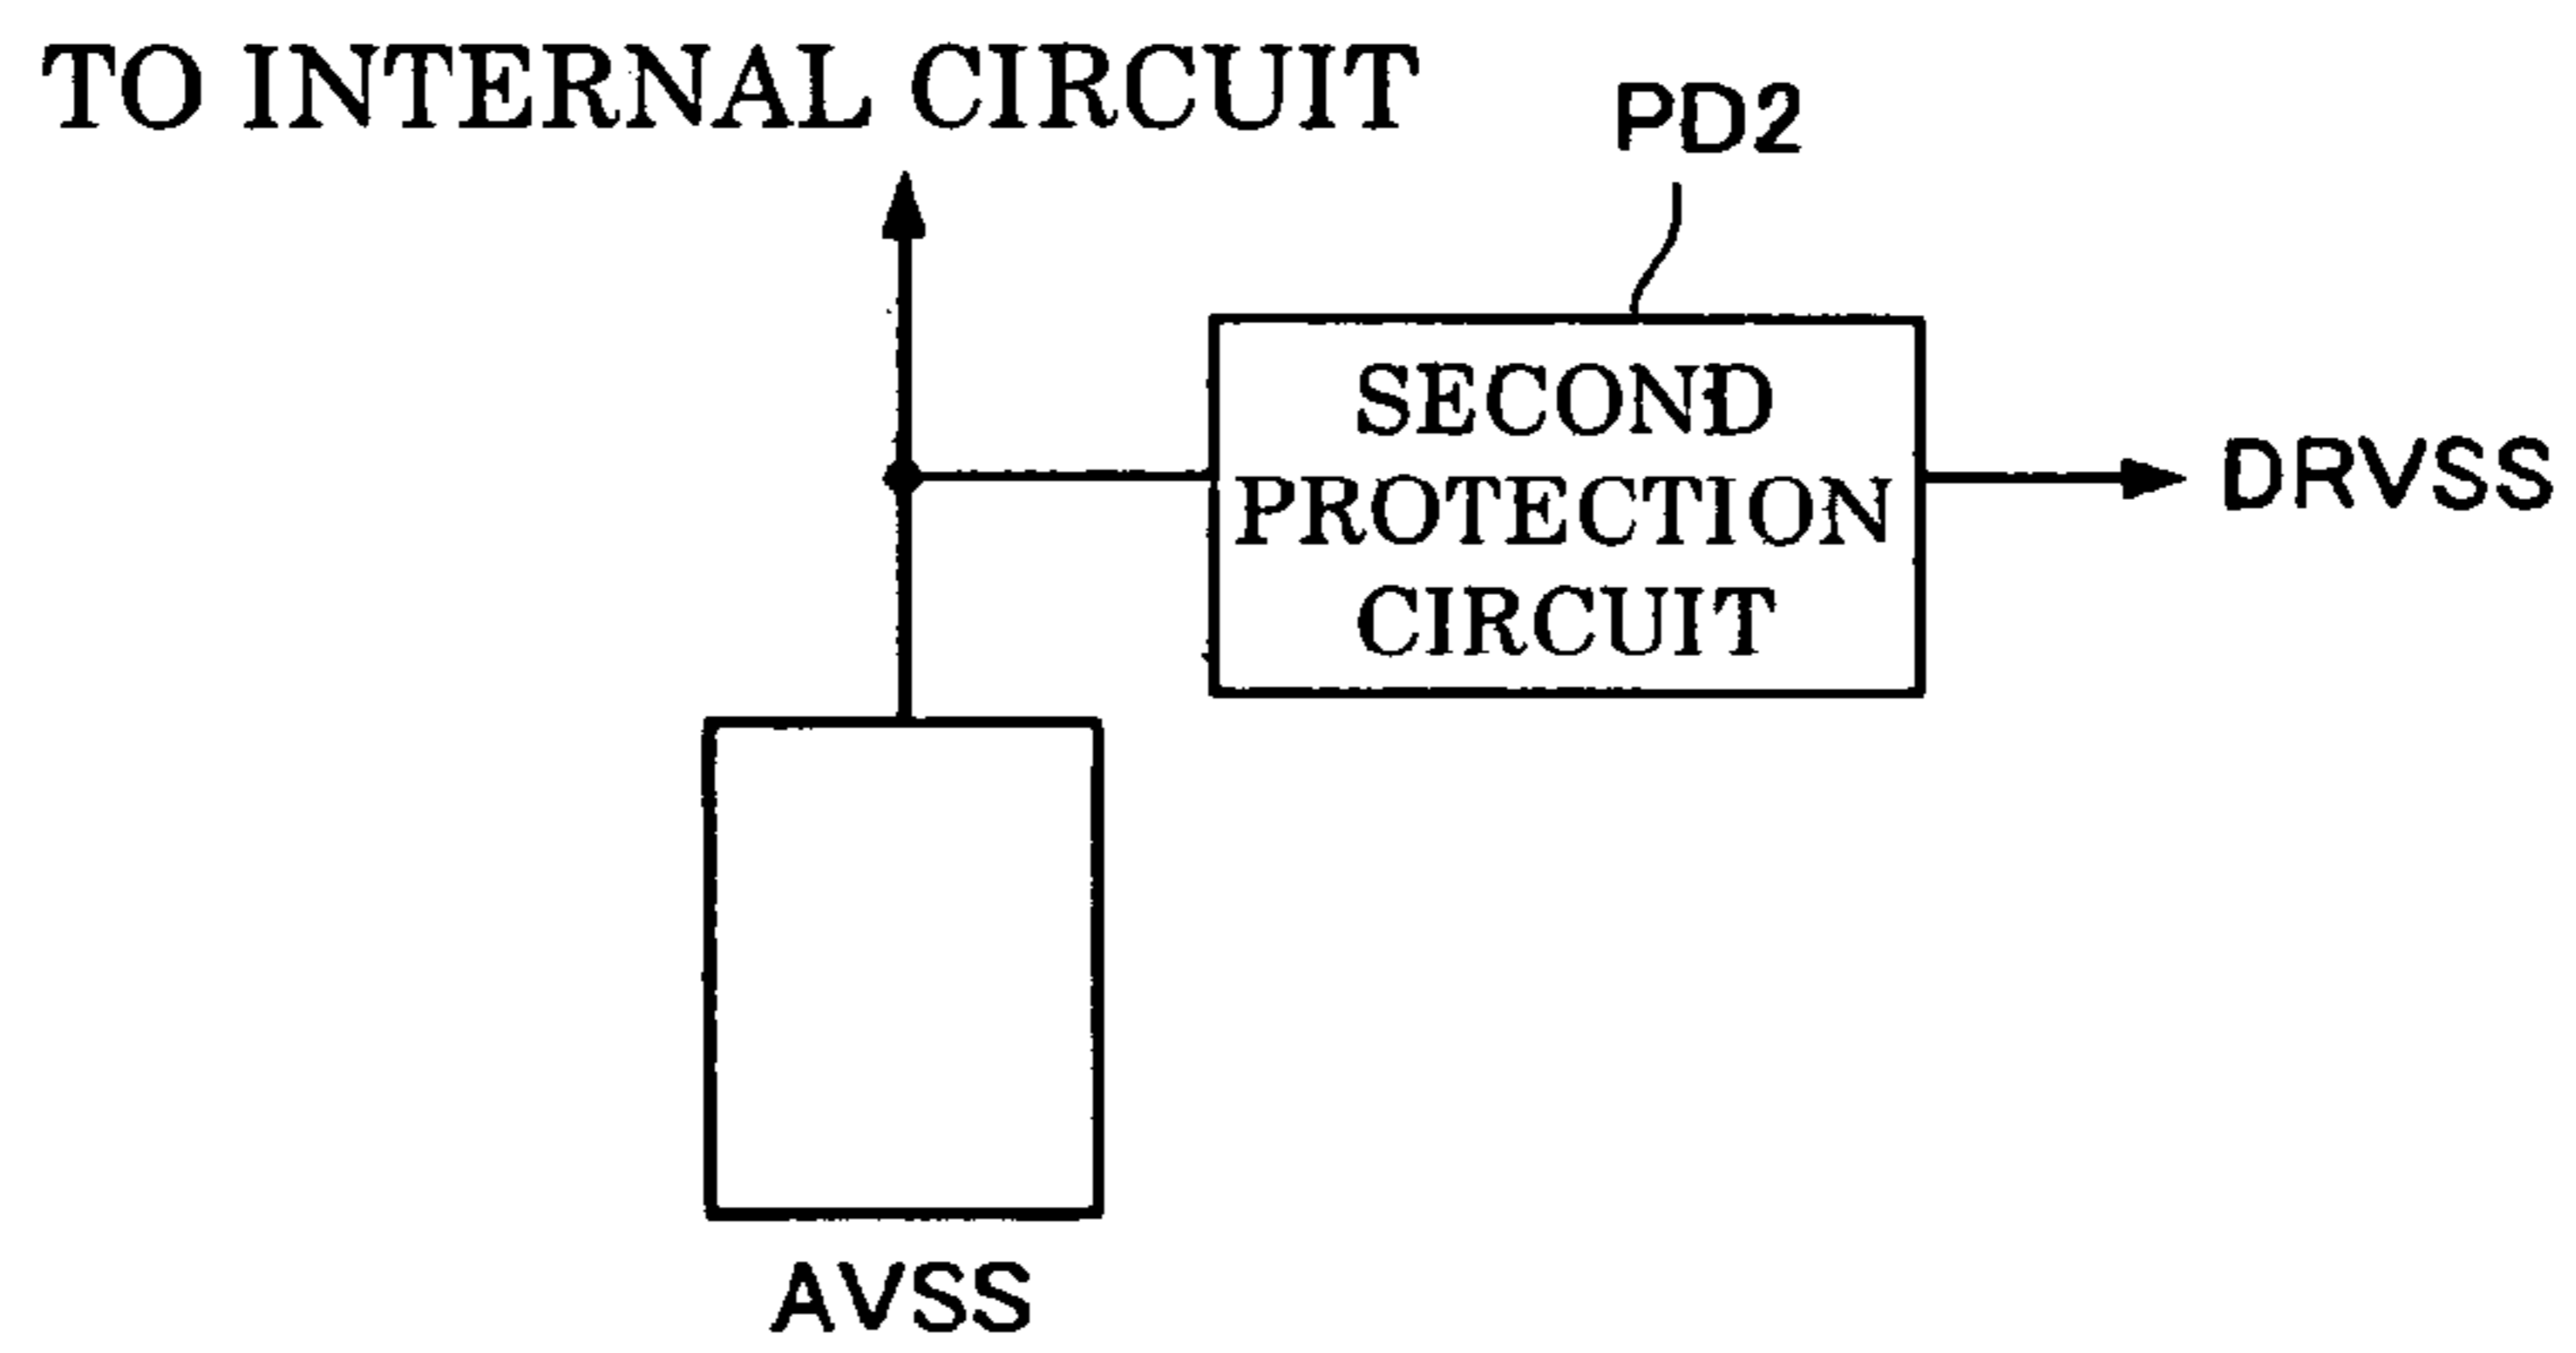 TO INTERNAL CIRCUIT
PD2
SECOND
PROTECTION
CIRCUIT
DRVSS
AVSS